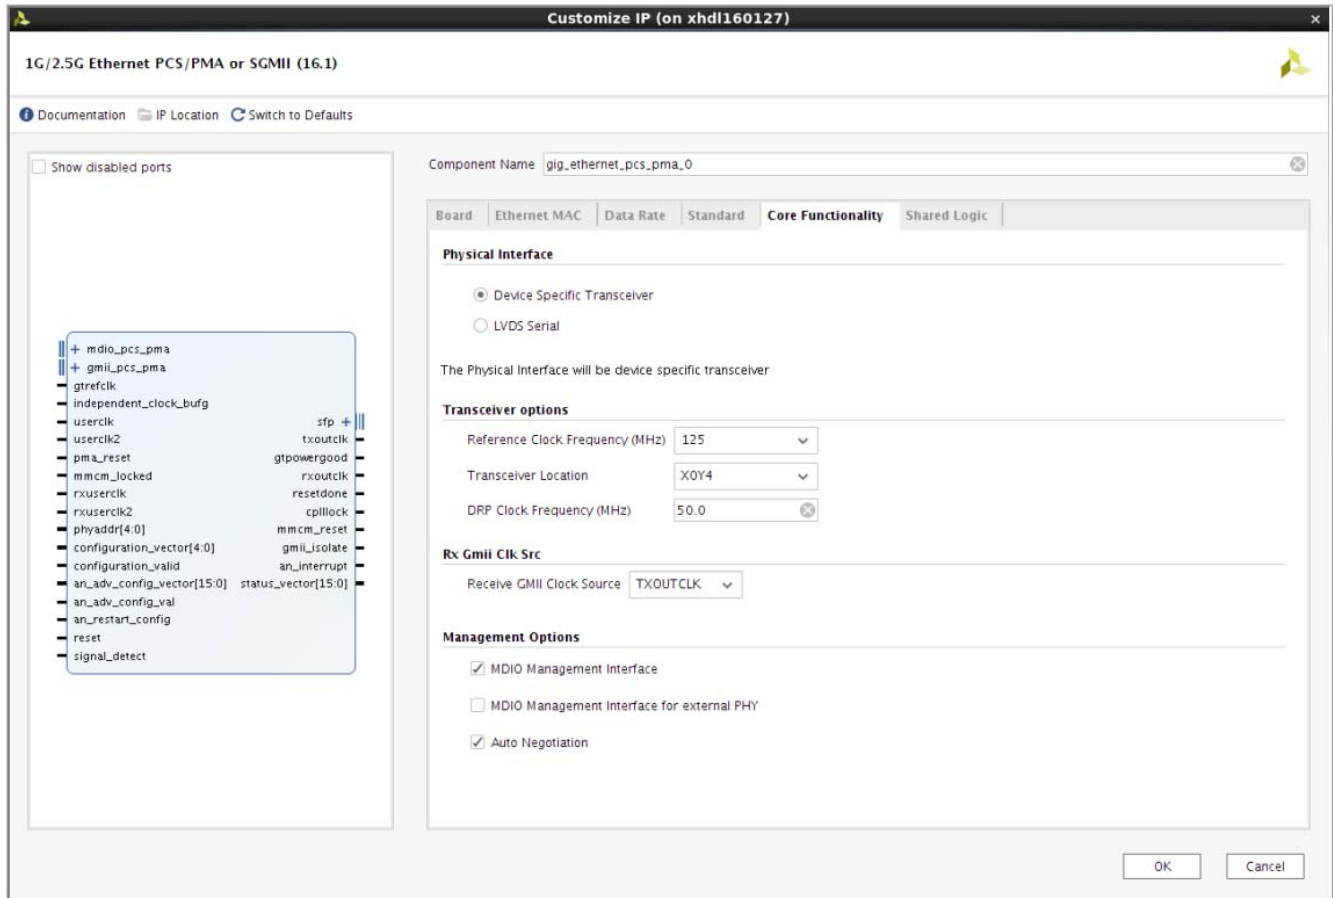 Customize IP (on xhdl160127)
1G/2.5G Ethernet PCS/PMA or SGMII (16.1)
Documentation IP Location Switch to Defaults
Show disabled ports
mdio_pcs_pma
gmii_pcs_pma
gtrefclk
independent_clock_bufg
userclk sfp
userclk2 txoutclk
pma_reset gtpowergood
mmcm_locked rxoutclk
rxuserclk resetdone
rxuserclk2 cplllock
phyaddr[4:0] mmcm_reset
configuration_vector[4:0] gmii_isolate
configuration_valid an_interrupt
an_adv_config_vector[15:0] status_vector[15:0]
an_adv_config_val
an_restart_config
reset
signal_detect
Component Name gig_ethernet_pcs_pma_0
Board Ethernet MAC Data Rate Standard Core Functionality Shared Logic
Physical Interface
Device Specific Transceiver
LVDS Serial
The Physical Interface will be device specific transceiver
Transceiver options
Reference Clock Frequency (MHz) 125
Transceiver Location X0Y4
DRP Clock Frequency (MHz) 50.0
Rx Gmii Clk Src
Receive GMII Clock Source TXOUTCLK
Management Options
MDIO Management Interface
MDIO Management Interface for external PHY
Auto Negotiation
OK Cancel